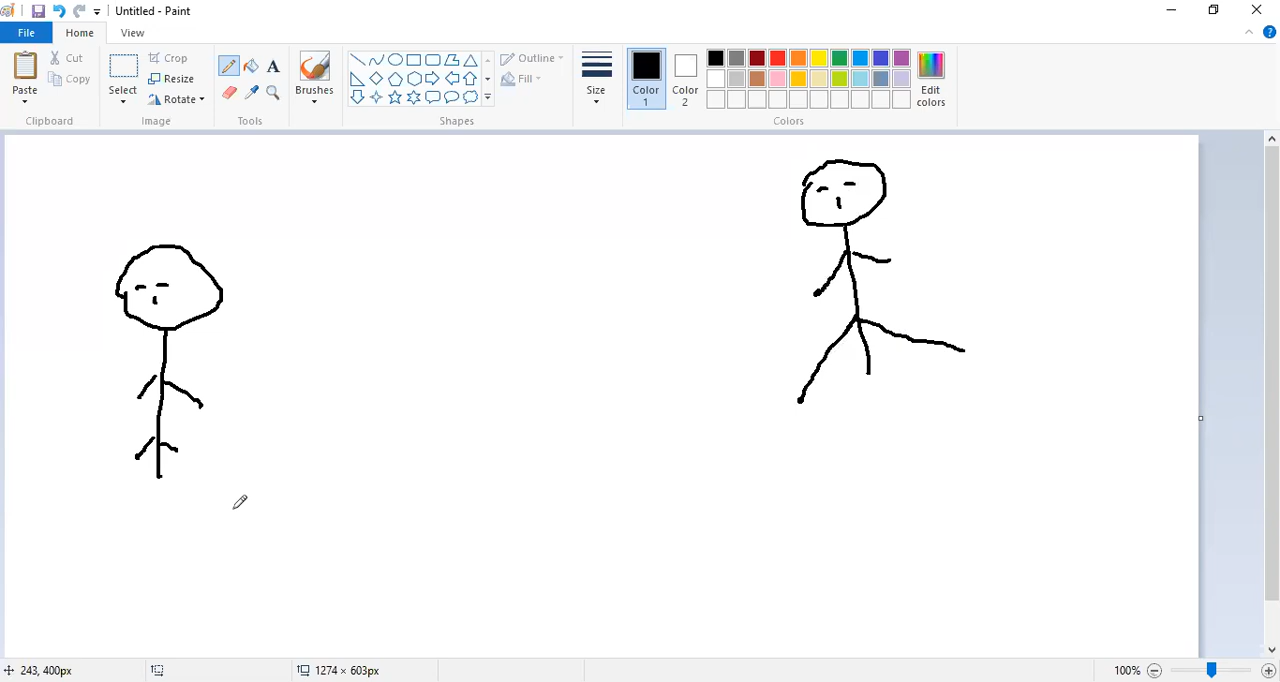 Untitled - Paint
File Home View
Paste
Cut
Copy
Clipboard
Select
Crop
Resize
Rotate
Image
A
Tools
Brushes
Outline
Fill
Shapes
Size
Color 1
Color 2
Edit colors
Colors
243, 400px
1274 × 603px
100%